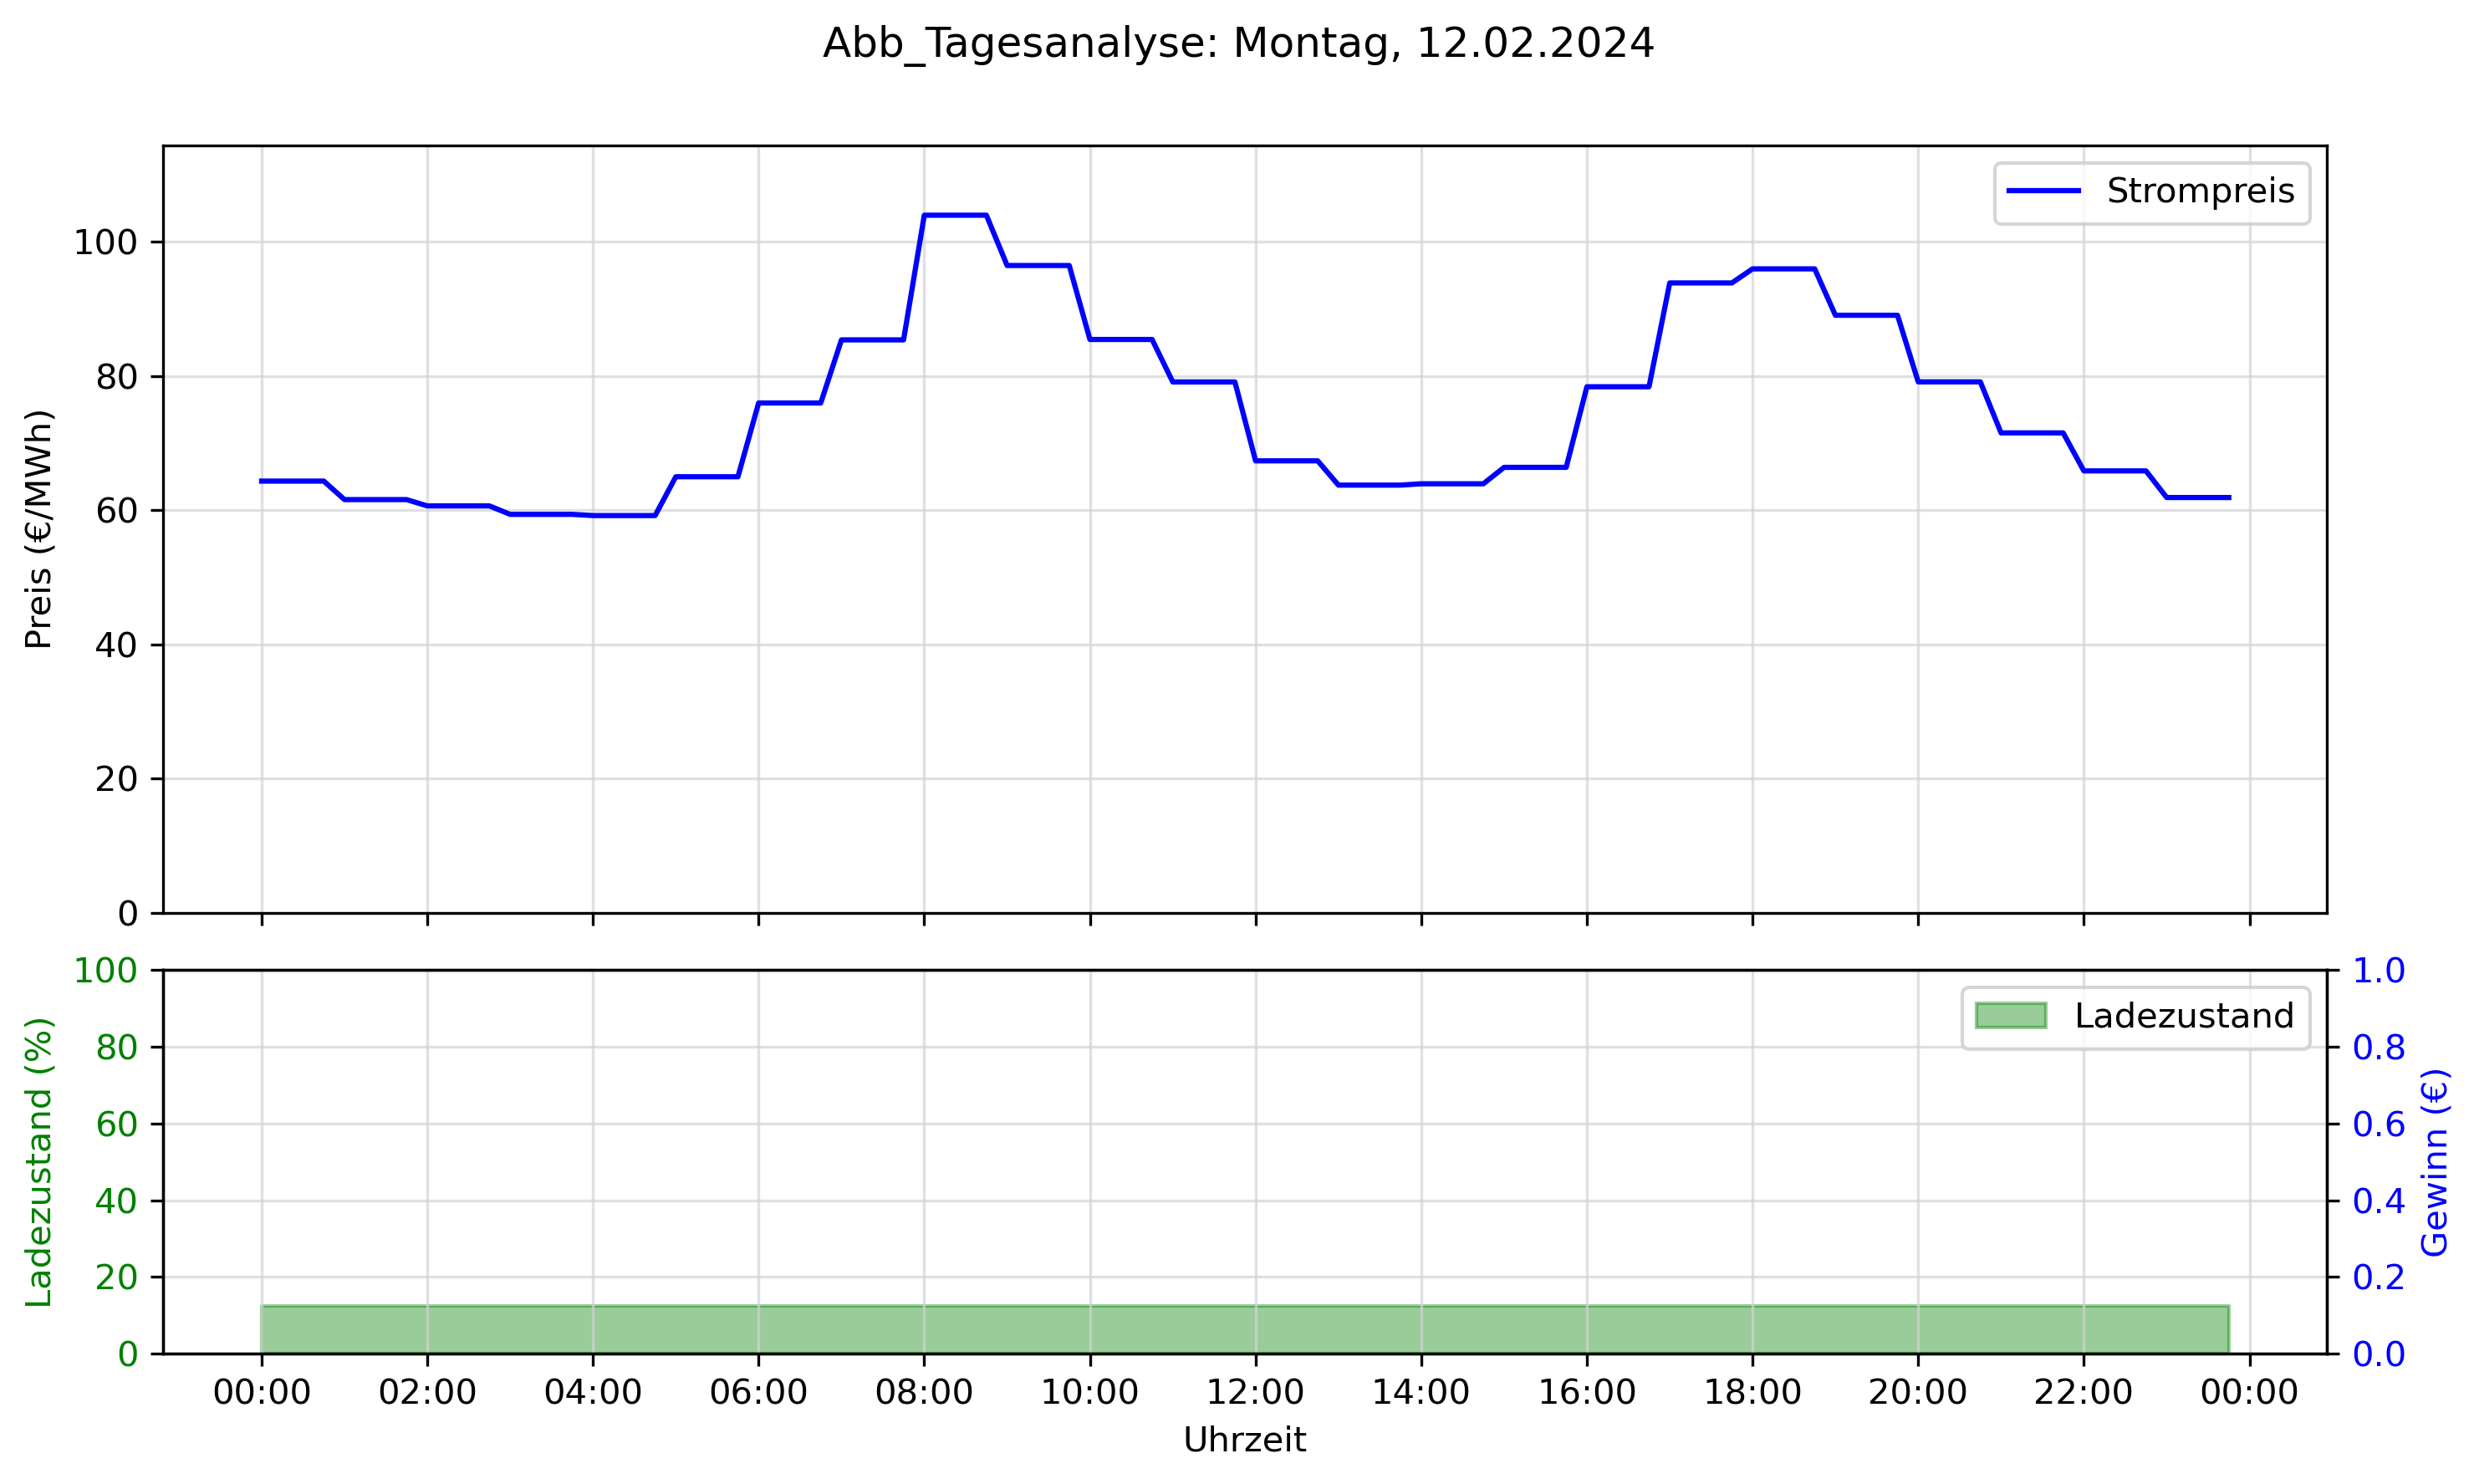 Abb_Tagesanalyse: Montag, 12.02.2024
Strompreis
Preis (€/MWh)
100
80
60
40
20
0
Ladezustand
Ladezustand (%)
100
80
60
40
20
0
Gewinn (€)
1.0
0.8
0.6
0.4
0.2
0.0
00:00 02:00 04:00 06:00 08:00 10:00 12:00 14:00 16:00 18:00 20:00 22:00 00:00
Uhrzeit